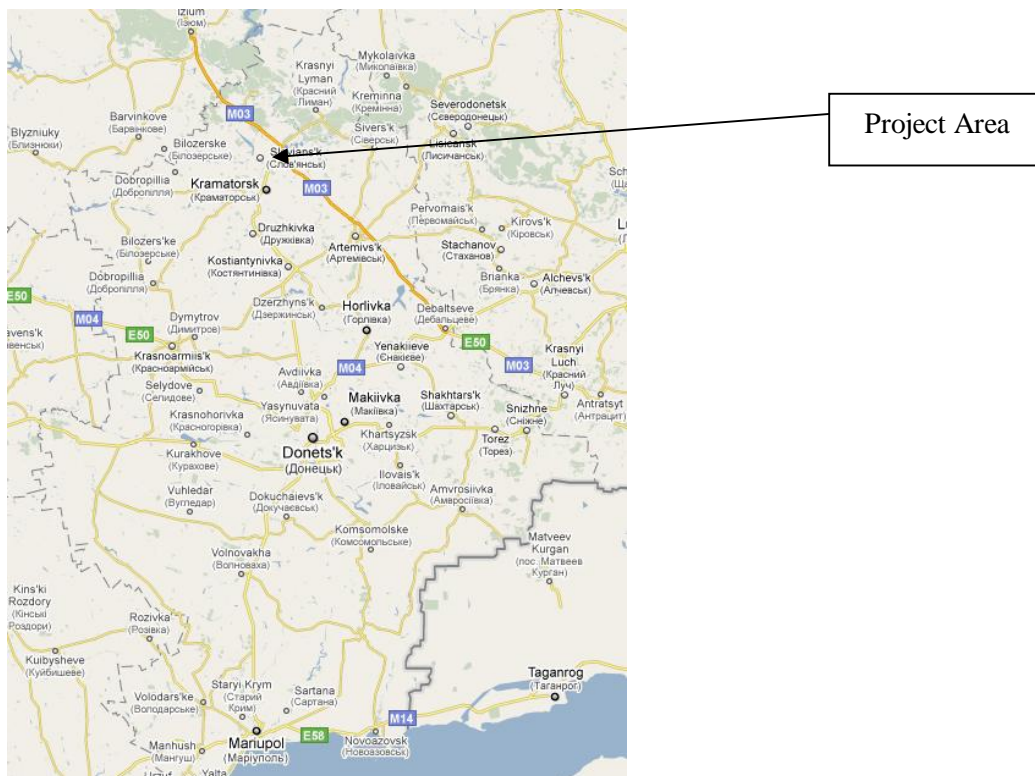 Izium
(Ізюм)
Mykolaivka
(Миколаївка)
Krasnyi
Lyman
(Красний
Лиман)
Kreminna
(Кремінна)
M03
Severodonetsk
(Сєвєродонецьк)
Project Area
Barvinkove
(Барвінкове)
Blyzniuky
(Близнюки)
Sivers'k
(Сіверськ)
Lisicansk
(Лисичанськ)
Bilozerske
(Білозерське)
(Слов'янськ)
Dobropillia
(Добропілля)
Kramatorsk
(Краматорськ)
M03
Pervomais'k
(Первомайськ)
Kirovs'k
(Кіровськ)
Druzhkivka
(Дружківка)
Bilozers'ke
(Білозерське)
Artemivs'k
(Артемівськ)
Stachanov
(Стаханов)
Kostiantynivka
(Костянтинівка)
Dobropillia
(Добропілля)
Brianka
(Брянка)
Alchevs'k
(Алчевськ)
E50
Dzerzhyns'k
(Дзержинськ)
Horlivka
(Горлівка)
Debaltseve
(Дебальцеве)
M04
Dymytrov
(Димитров)
E50
E50
Krasnoarmiis'k
(Красноармійськ)
Yenakiieve
(Єнакієве)
Krasnyi
Luch
(Красний
Луч)
M03
Avdiivka
(Авдіївка)
M04
Selydove
(Селидове)
Makiivka
(Макіївка)
Shakhtars'k
(Шахтарськ)
Antratsyt
(Антрацит)
Yasynuvata
(Ясинувата)
Snizhne
(Сніжне)
Krasnohorivka
(Красногорівка)
Khartsyzsk
(Харцизьк)
Torez
(Торез)
Donets'k
(Донецьк)
Kurakhove
(Курахове)
Ilovais'k
(Іловайськ)
Vuhledar
(Вугледар)
Dokuchaievs'k
(Докучаєвськ)
Amvrosiivka
(Амвросіївка)
Komsomolske
(Комсомольське)
Matveev
Kurgan
(пос. Матвеев
Курган)
Volnovakha
(Волноваха)
Kins'ki
Rozdory
(Кінські
Роздори)
Rozivka
(Розівка)
Kuibysheve
(Куйбишеве)
Taganrog
(Таганрог)
Volodars'ke
(Володарське)
Staryi Krym
(Старий
Крим)
Sartana
(Сартана)
M14
Mariupol
(Маріуполь)
E58
Novoazovsk
(Новоазовськ)
Manhush
(Мангуш)
Yalta